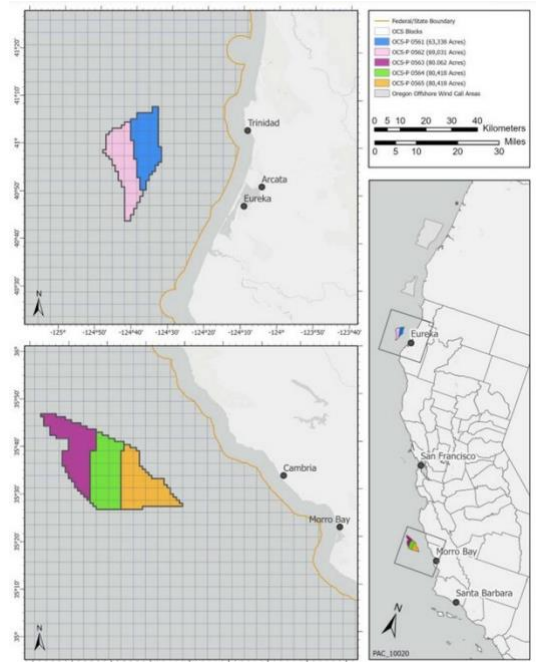 41°20'
41°10'
41°
40°50'
40°40'
40°30'
Trinidad
Arcata
Eureka
N
-125° -124°50' -124°40' -124°30' -124°20' -124°10' -124° -123°50' -123°40'
36°
35°50'
35°40'
35°30'
35°20'
35°10'
35°
Cambria
Morro Bay
N
Federal/State Boundary
OCS Blocks
OCS-P 0561 (63,338 Acres)
OCS-P 0562 (69,031 Acres)
OCS-P 0563 (80,062 Acres)
OCS-P 0564 (80,418 Acres)
OCS-P 0565 (80,418 Acres)
Oregon Offshore Wind Call Areas
0 5 10 20 30 40 Kilometers
Miles
0 5 10 20 30
Eureka
San Francisco
Morro Bay
Santa Barbara
N
PAC_10020